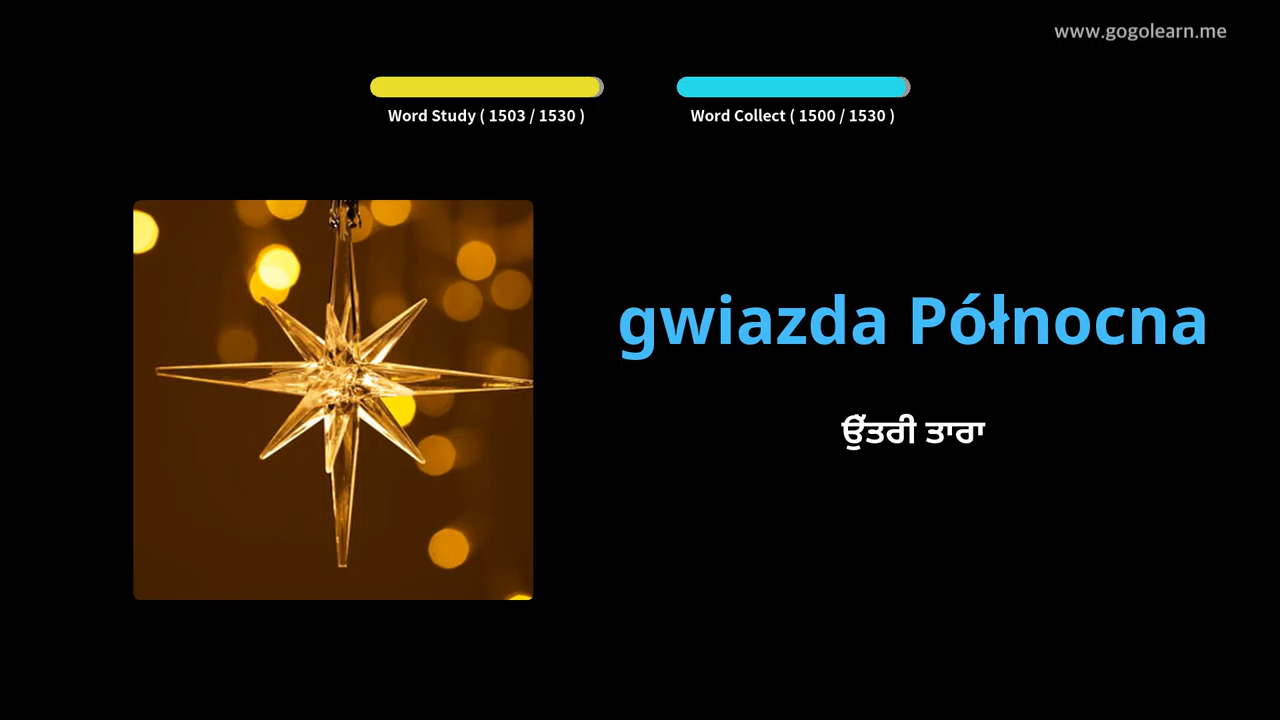 www.gogolearn.me
Word Study ( 1503 / 1530 )
Word Collect ( 1500 / 1530 )
gwiazda Północna
ਉੱਤਰੀ ਤਾਰਾ